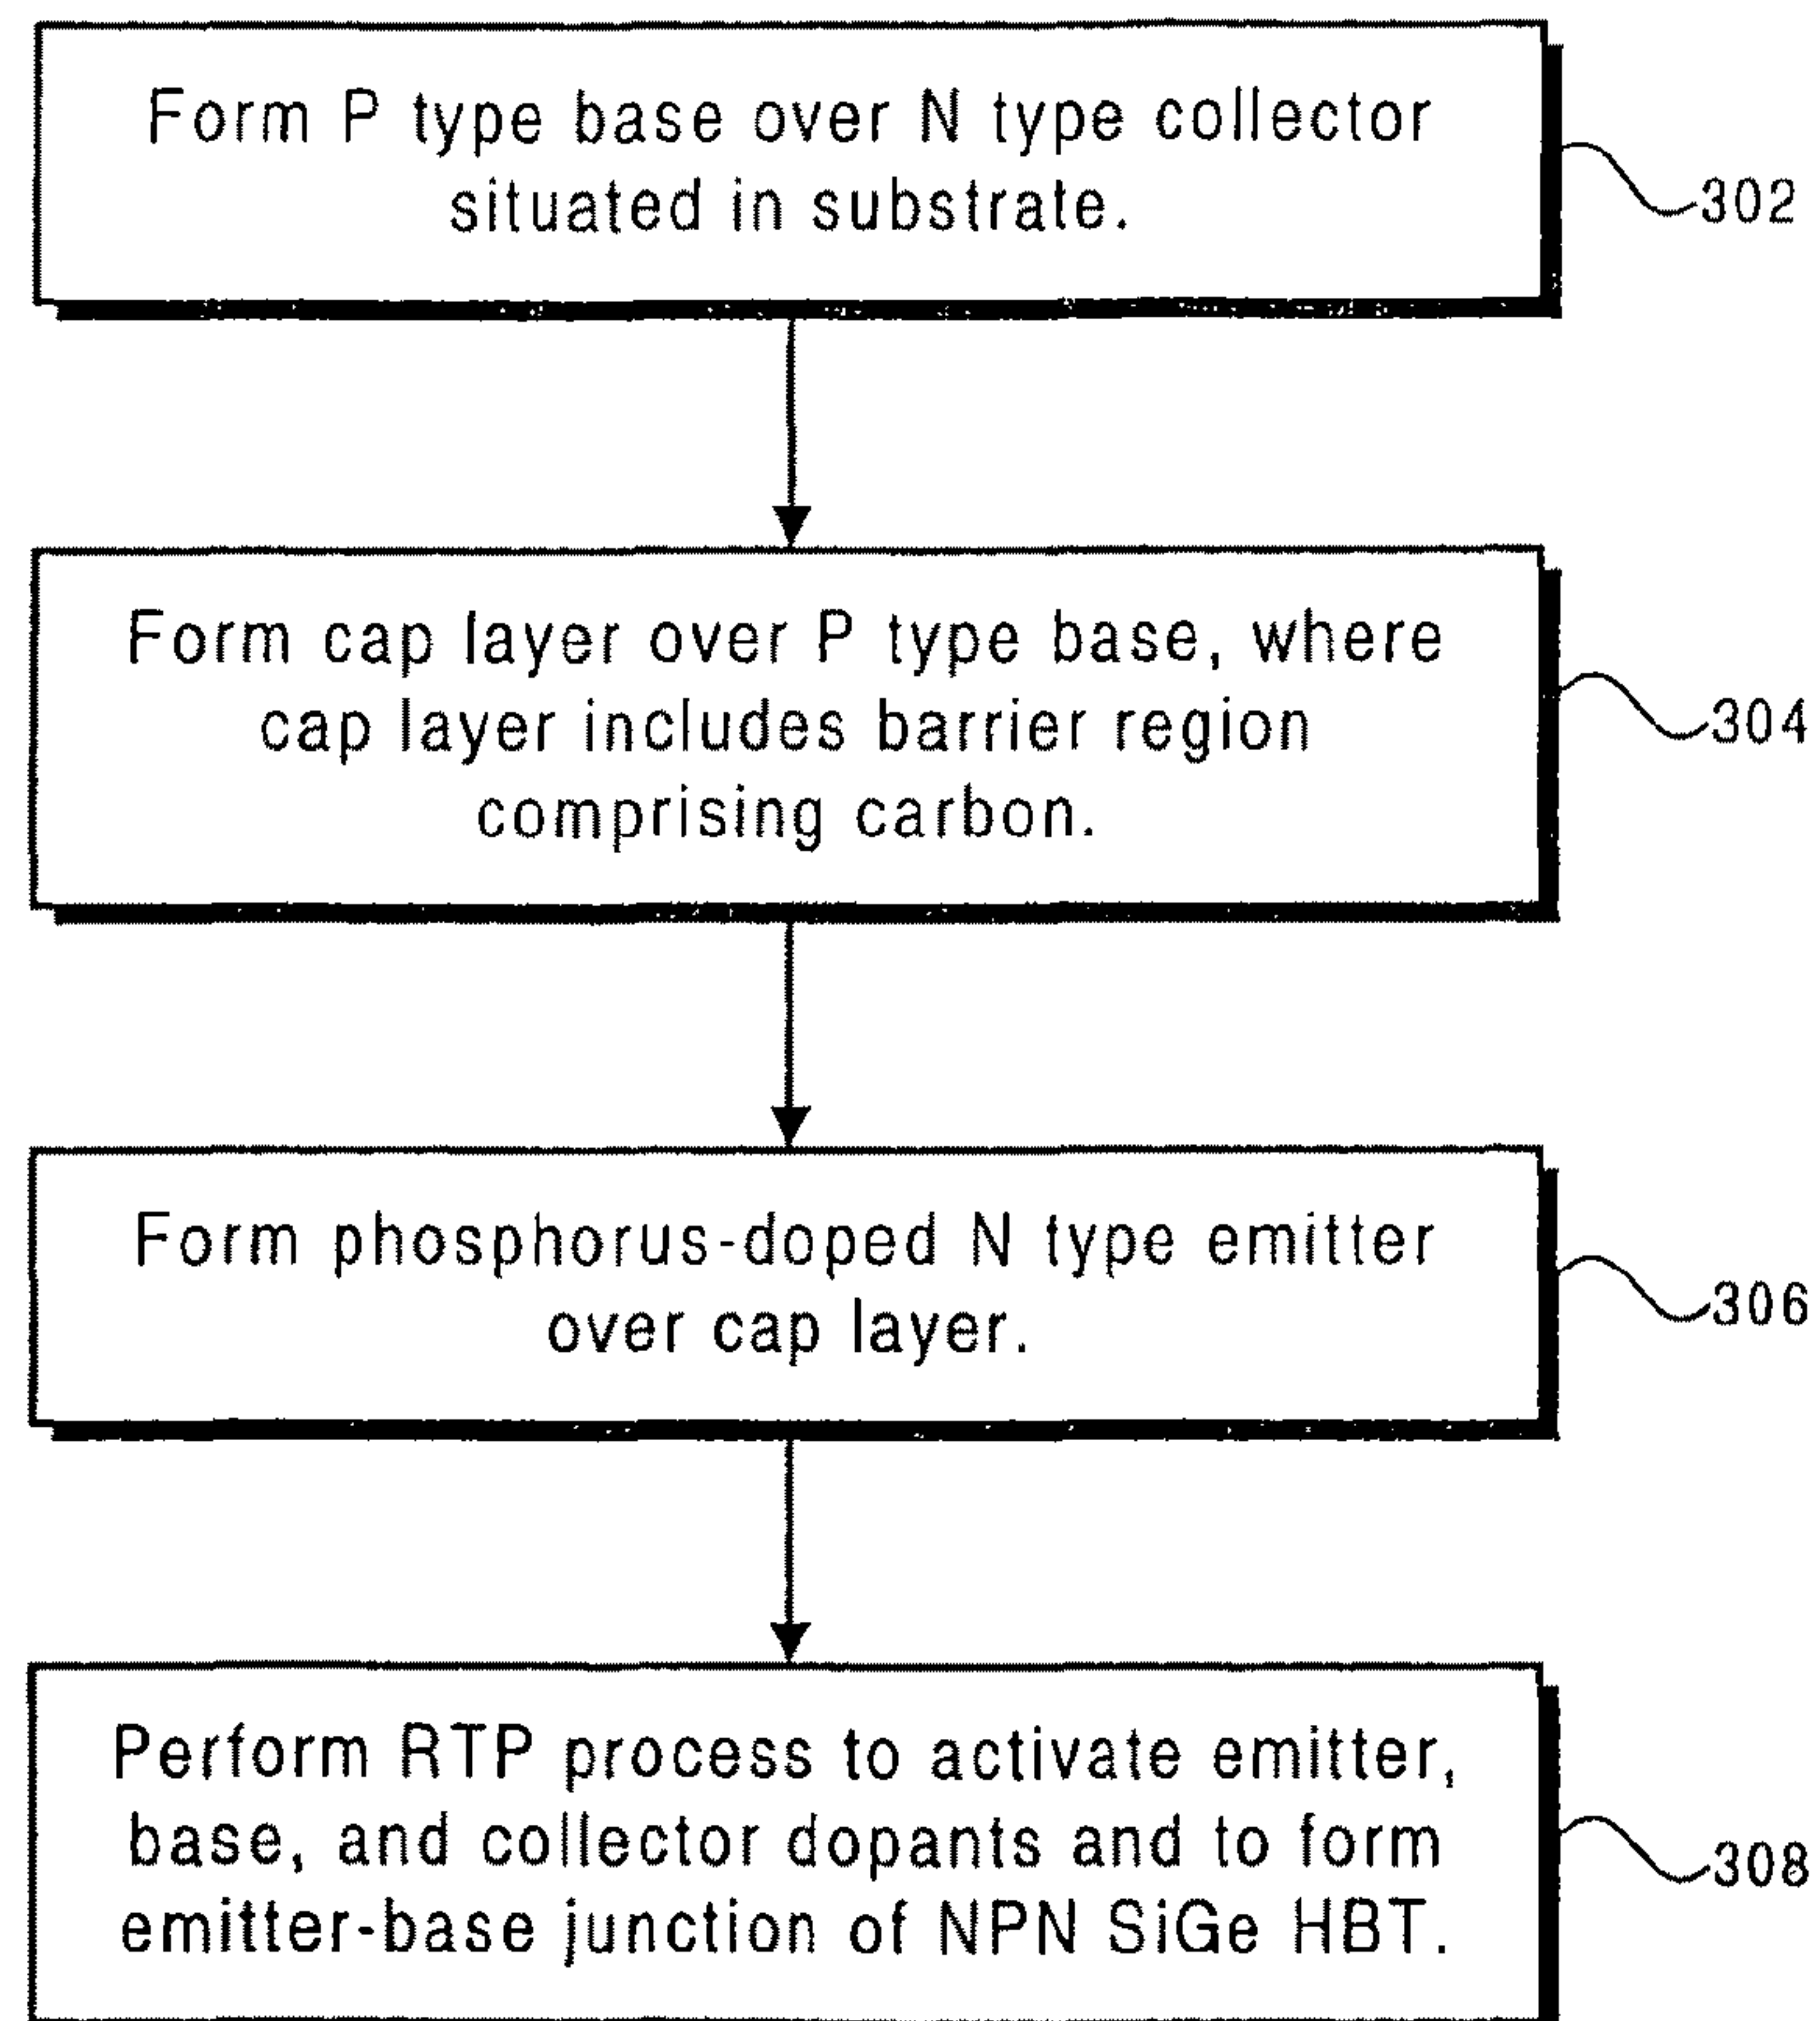 Form P type base over N type collector
situated in substrate.
302
Form cap layer over P type base, where
cap layer includes barrier region
comprising carbon.
304
Form phosphorus-doped N type emitter
over cap layer.
306
Perform RTP process to activate emitter,
base, and collector dopants and to form
emitter-base junction of NPN SiGe HBT.
308